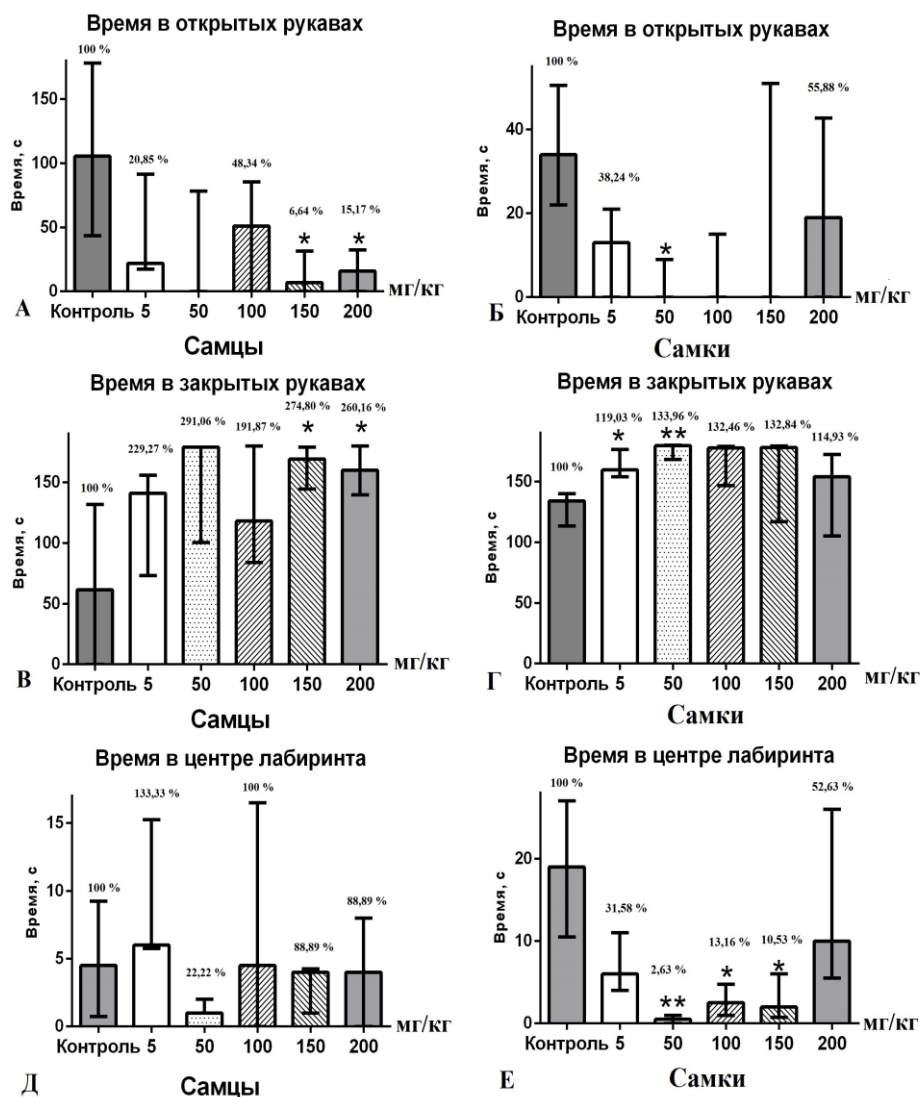 Время в открытых рукавах
100 %
20,85 %
48,34 %
6,64 %
15,17 %
* *
Время, с
150
100
50
0
мг/кг
А
Контроль 5 50 100 150 200
Самцы
Время в открытых рукавах
100 %
38,24 %
55,88 %
*
Время, с
40
20
0
мг/кг
Б
Контроль 5 50 100 150 200
Самки
Время в закрытых рукавах
100 %
229,27 %
291,06 %
191,87 %
274,80 %
260,16 %
* *
Время, с
150
100
50
0
мг/кг
В
Контроль 5 50 100 150 200
Самцы
Время в закрытых рукавах
100 %
119,03 %
133,96 %
132,46 %
132,84 %
114,93 %
* **
Время, с
150
100
50
0
мг/кг
Г
Контроль 5 50 100 150 200
Самки
Время в центре лабиринта
100 %
133,33 %
22,22 %
100 %
88,89 %
88,89 %
Время, с
15
10
5
0
мг/кг
Д
Контроль 5 50 100 150 200
Самцы
Время в центре лабиринта
100 %
31,58 %
2,63 %
13,16 %
10,53 %
52,63 %
** * *
Время, с
20
10
0
мг/кг
Е
Контроль 5 50 100 150 200
Самки